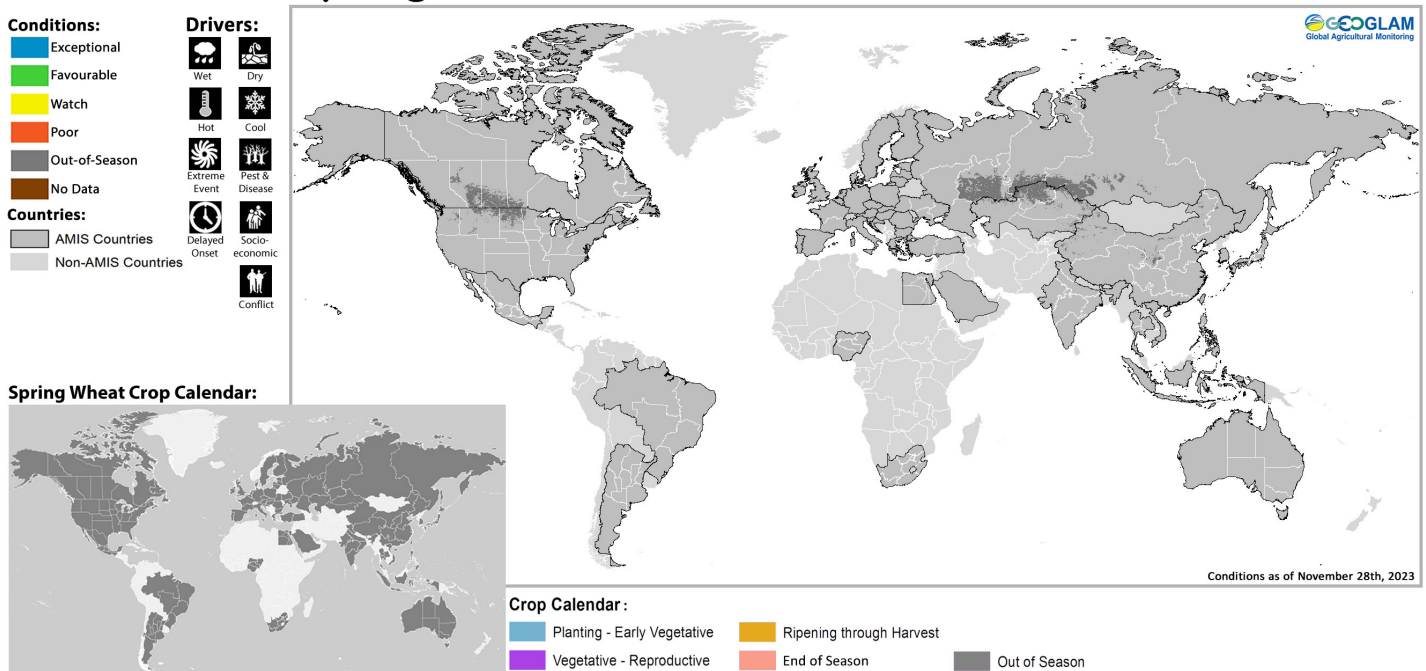 Conditions:
Exceptional
Favourable
Watch
Poor
Out-of-Season
No Data
Countries:
AMIS Countries
Non-AMIS Countries
Drivers:
Wet
Dry
Hot
Cool
Extreme
Event
Pest &
Disease
Delayed
Onset
Socio-
economic
Conflict
GEOGLAM
Global Agricultural Monitoring
Conditions as of November 28th, 2023
Spring Wheat Crop Calendar:
Crop Calendar :
Planting - Early Vegetative
Vegetative - Reproductive
Ripening through Harvest
End of Season
Out of Season